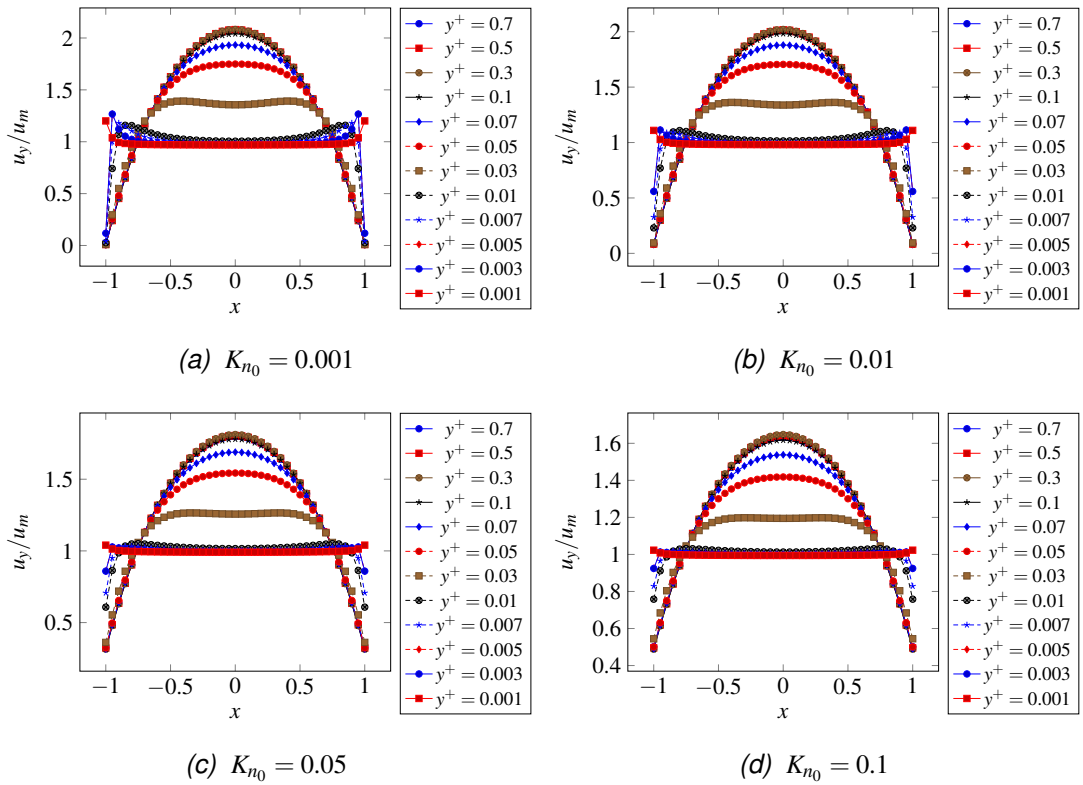 2
1.5
1
0.5
0
−1
−0.5
0
0.5
1
x
u_y/u_m
y⁺ = 0.7
y⁺ = 0.5
y⁺ = 0.3
y⁺ = 0.1
y⁺ = 0.07
y⁺ = 0.05
y⁺ = 0.03
y⁺ = 0.01
y⁺ = 0.007
y⁺ = 0.005
y⁺ = 0.003
y⁺ = 0.001
(a) K_{n_0} = 0.001
2
1.5
1
0.5
0
−1
−0.5
0
0.5
1
x
u_y/u_m
y⁺ = 0.7
y⁺ = 0.5
y⁺ = 0.3
y⁺ = 0.1
y⁺ = 0.07
y⁺ = 0.05
y⁺ = 0.03
y⁺ = 0.01
y⁺ = 0.007
y⁺ = 0.005
y⁺ = 0.003
y⁺ = 0.001
(b) K_{n_0} = 0.01
1.5
1
0.5
−1
−0.5
0
0.5
1
x
u_y/u_m
y⁺ = 0.7
y⁺ = 0.5
y⁺ = 0.3
y⁺ = 0.1
y⁺ = 0.07
y⁺ = 0.05
y⁺ = 0.03
y⁺ = 0.01
y⁺ = 0.007
y⁺ = 0.005
y⁺ = 0.003
y⁺ = 0.001
(c) K_{n_0} = 0.05
1.6
1.4
1.2
1
0.8
0.6
0.4
−1
−0.5
0
0.5
1
x
u_y/u_m
y⁺ = 0.7
y⁺ = 0.5
y⁺ = 0.3
y⁺ = 0.1
y⁺ = 0.07
y⁺ = 0.05
y⁺ = 0.03
y⁺ = 0.01
y⁺ = 0.007
y⁺ = 0.005
y⁺ = 0.003
y⁺ = 0.001
(d) K_{n_0} = 0.1